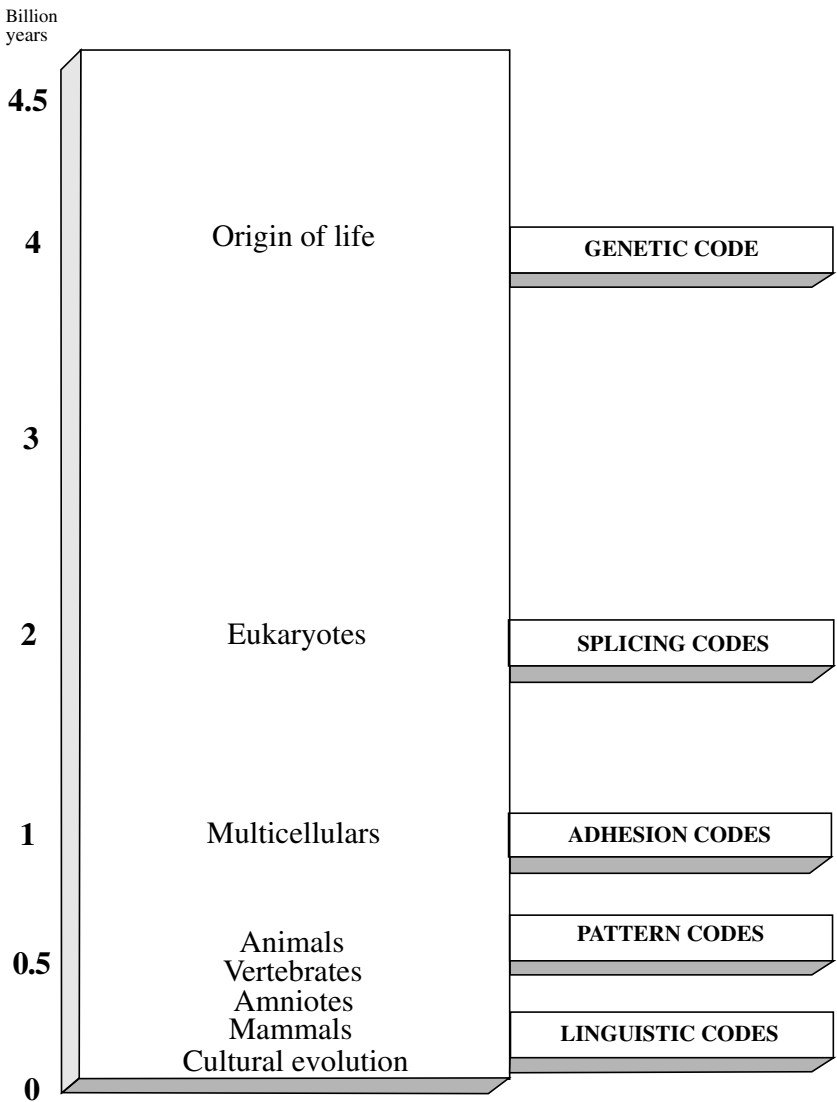 Billion
years
4.5
4 Origin of life GENETIC CODE
3
2 Eukaryotes SPLICING CODES
1 Multicellulars ADHESION CODES
Animals PATTERN CODES
0.5
Vertebrates
Amniotes
Mammals LINGUISTIC CODES
Cultural evolution
0